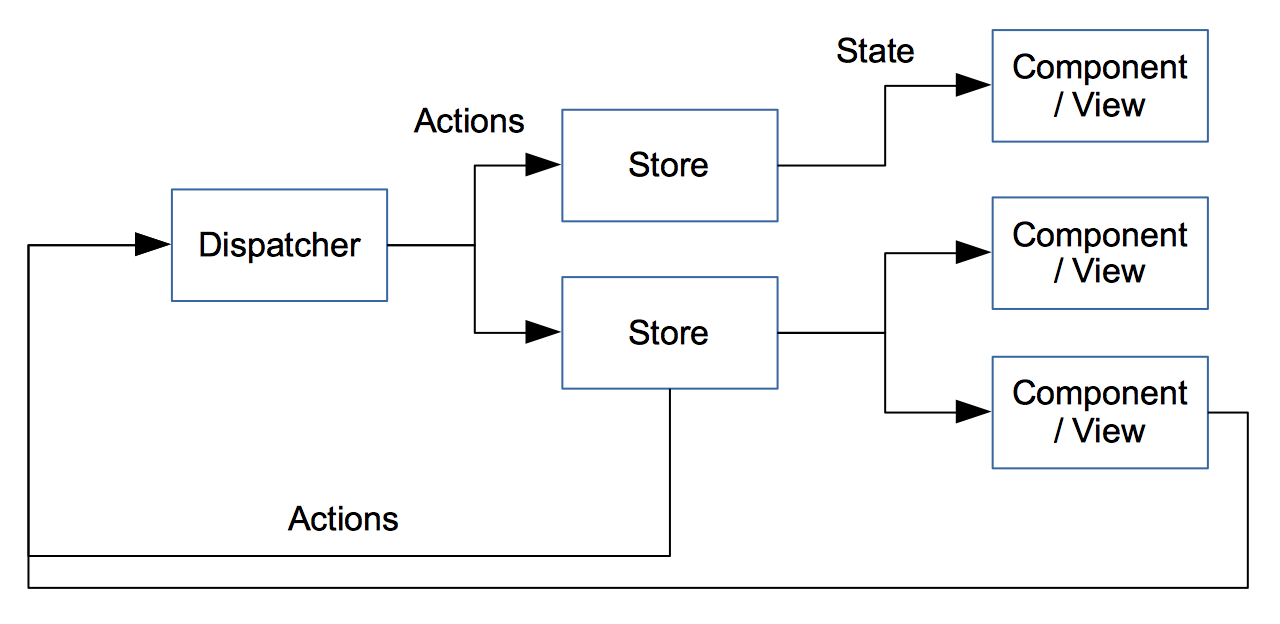 State
Component
/ View
Actions
Store
Dispatcher
Component
/ View
Store
Component
/ View
Actions